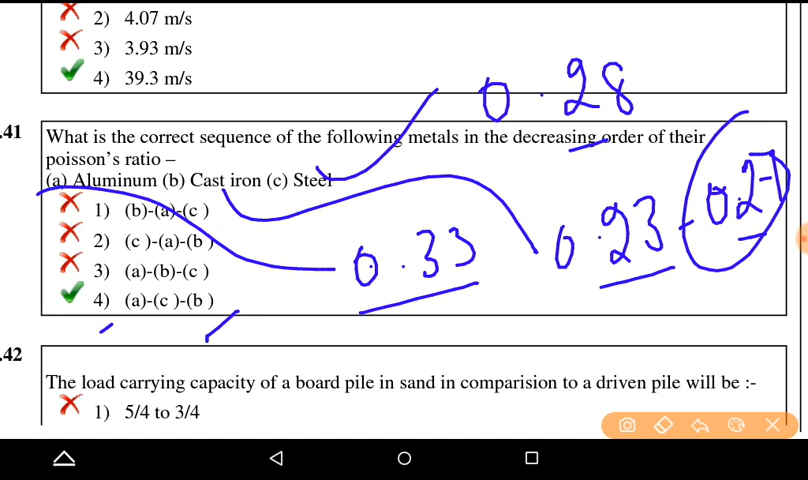 2) 4.07 m/s
3) 3.93 m/s
4) 39.3 m/s
0.28
.41
What is the correct sequence of the following metals in the decreasing order of their
poisson's ratio –
(a) Aluminum (b) Cast iron (c) Steel
1) (b)-(a)-(c )
2) (c )-(a)-(b )
3) (a)-(b)-(c )
4) (a)-(c )-(b )
0.33
0.23 - 0.27
.42
The load carrying capacity of a board pile in sand in comparision to a driven pile will be :-
1) 5/4 to 3/4